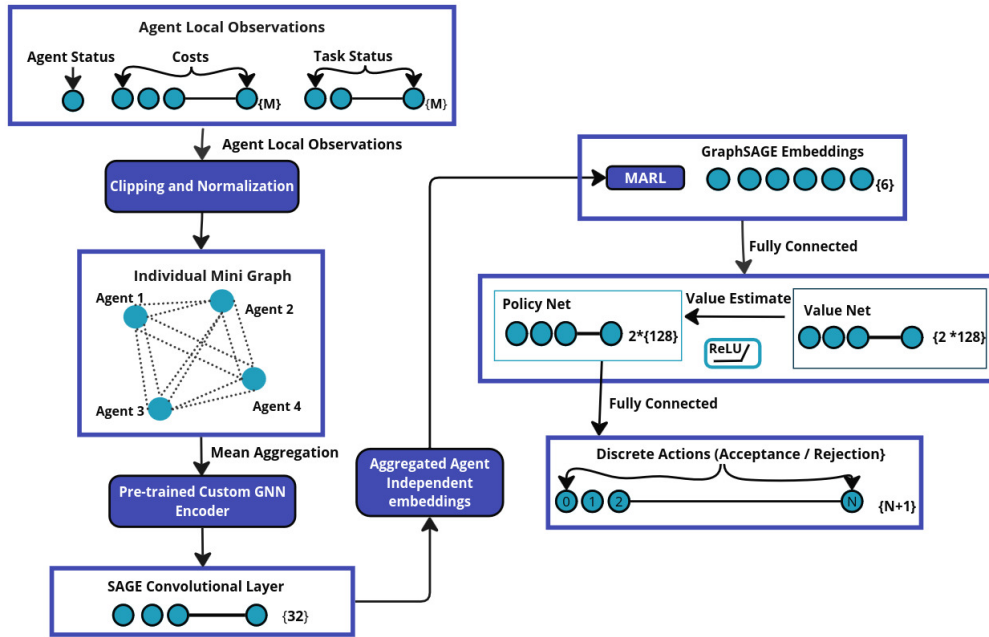 Agent Local Observations
Agent Status
Costs
Task Status
{M}
{M}
Agent Local Observations
Clipping and Normalization
Individual Mini Graph
Agent 1
Agent 2
Agent 3
Agent 4
Mean Aggregation
Pre-trained Custom GNN
Encoder
SAGE Convolutional Layer
{32}
Aggregated Agent
Independent
embeddings
MARL
GraphSAGE Embeddings
{6}
Fully Connected
Policy Net
2*{128}
Value Estimate
ReLU
Value Net
{2 *128}
Fully Connected
Discrete Actions (Acceptance / Rejection}
0 1 2 N
{N+1}